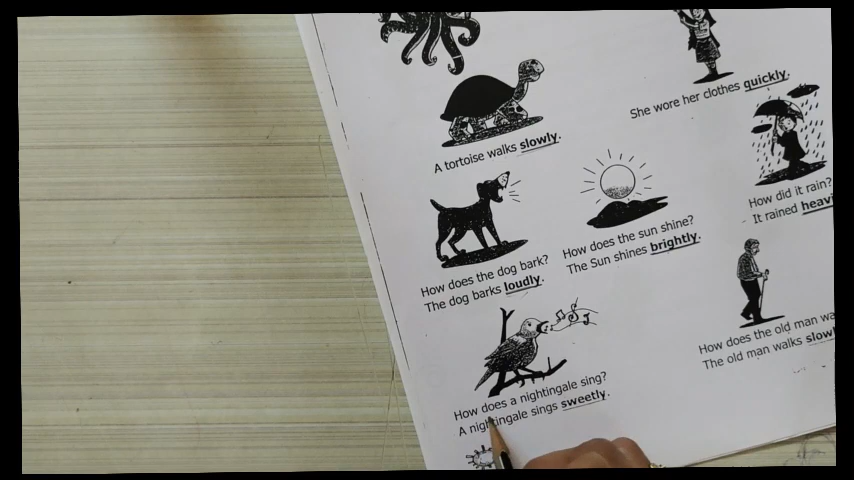 She wore her clothes quickly.
A tortoise walks slowly.
How did it rain?
It rained
How does the sun shine?
The Sun shines brightly.
How does the dog bark?
The dog barks loudly.
How does the old man
The old man walks
How does a nightingale sing?
A nightingale sings sweetly.